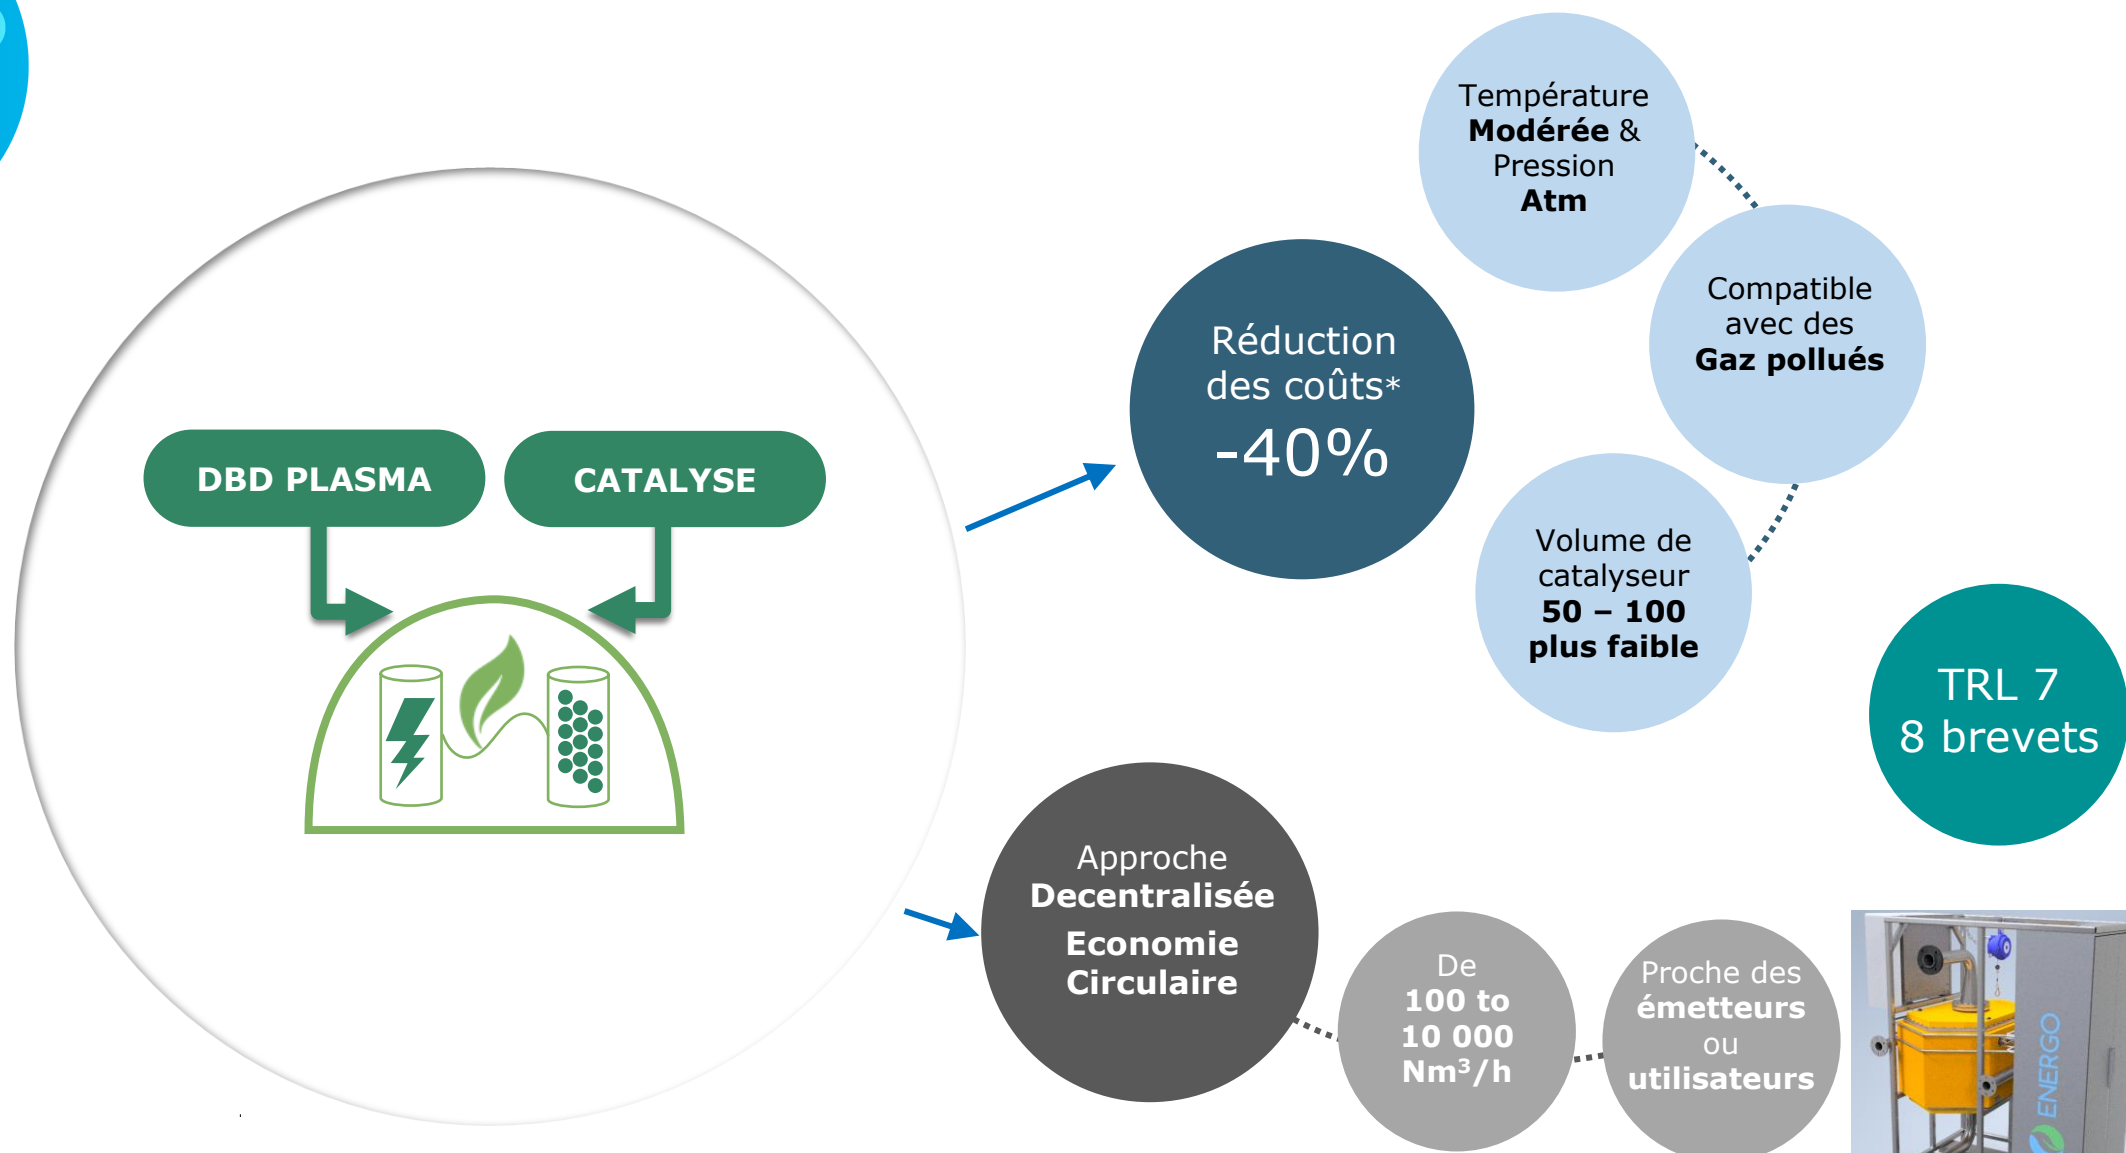 DBD PLASMA
CATALYSE
Réduction
des coûts*
-40%
Température
Modérée &
Pression
Atm
Compatible
avec des
Gaz pollués
Volume de
catalyseur
50 – 100
plus faible
TRL 7
8 brevets
Approche
Decentralisée
Economie
Circulaire
De
100 to
10 000
Nm³/h
Proche des
émetteurs
ou
utilisateurs
ENERGO